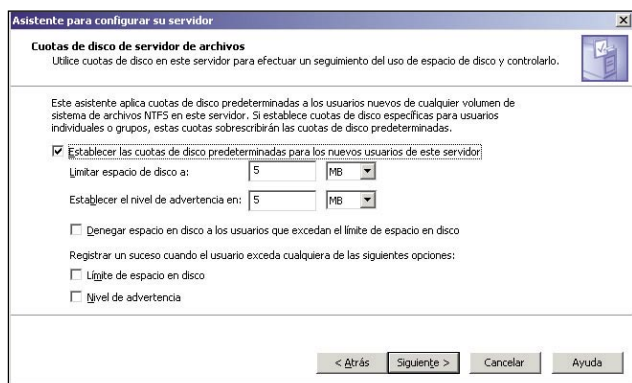 Asistente para configurar su servidor
Cuotas de disco de servidor de archivos
Utilice cuotas de disco en este servidor para efectuar un seguimiento del uso de espacio de disco y controlarlo.
Este asistente aplica cuotas de disco predeterminadas a los usuarios nuevos de cualquier volumen de
sistema de archivos NTFS en este servidor. Si establece cuotas de disco específicas para usuarios
individuales o grupos, estas cuotas sobrescribirán las cuotas de disco predeterminadas.
Establecer las cuotas de disco predeterminadas para los nuevos usuarios de este servidor
Limitar espacio de disco a: 5 MB
Establecer el nivel de advertencia en: 5 MB
Denegar espacio en disco a los usuarios que excedan el límite de espacio en disco
Registrar un suceso cuando el usuario exceda cualquiera de las siguientes opciones:
Límite de espacio en disco
Nivel de advertencia
< Atrás Siguiente > Cancelar Ayuda